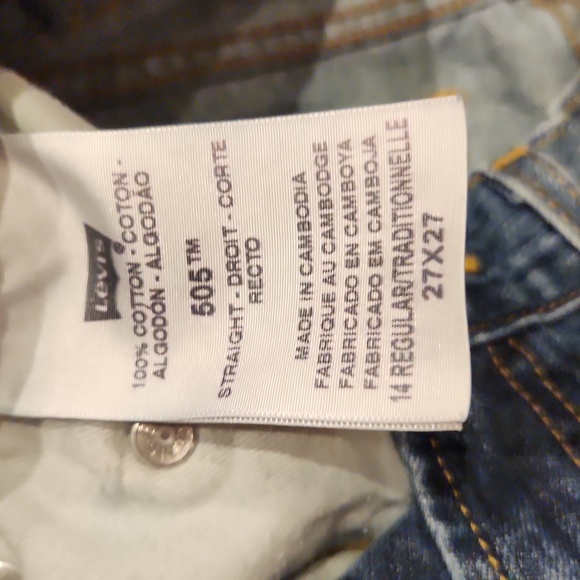 Levi's
100% COTTON - COTON -
ALGODÓN - ALGODÃO
505™
STRAIGHT - DROIT - CORTE
RECTO
MADE IN CAMBODIA
FABRIQUE AU CAMBODGE
FABRICADO EN CAMBOYA
FABRICADO EM CAMBOJA
14 REGULAR/TRADITIONNELLE
27X27